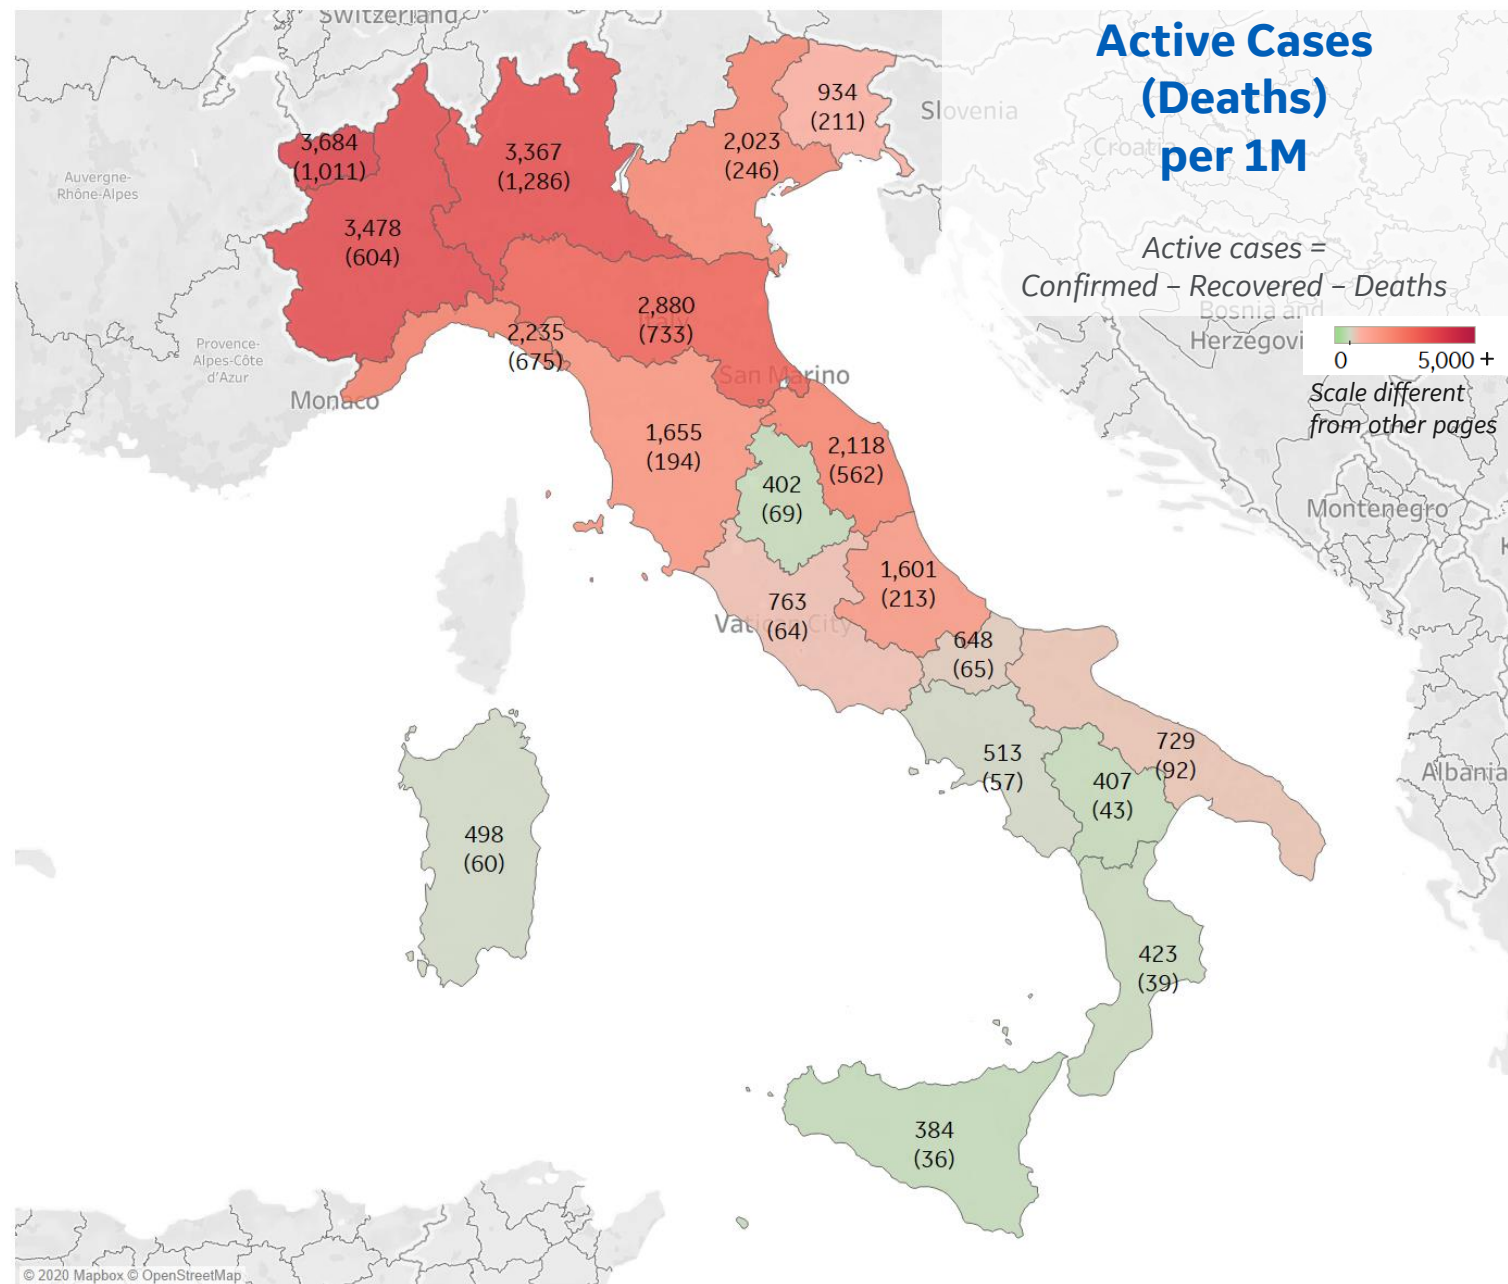 Switzerland
Active Cases
(Deaths)
per 1M
934
(211)
Slovenia
2,023
(246)
Croatia
3,684
(1,011)
3,367
(1,286)
Auvergne-
Rhône-Alpes
3,478
(604)
Active cases =
Confirmed – Recovered – Deaths
Bosnia and
Herzegovi
0
5,000 +
Scale different
from other pages
2,880
(733)
Italy
2,235
(675)
Provence-
Alpes-Côte
d'Azur
San Marino
Monaco
1,655
(194)
2,118
(562)
402
(69)
Montenegro
K
1,601
(213)
763
(64)
Vatican City
648
(65)
729
(92)
513
(57)
407
(43)
Albania
498
(60)
423
(39)
384
(36)
© 2020 Mapbox © OpenStreetMap